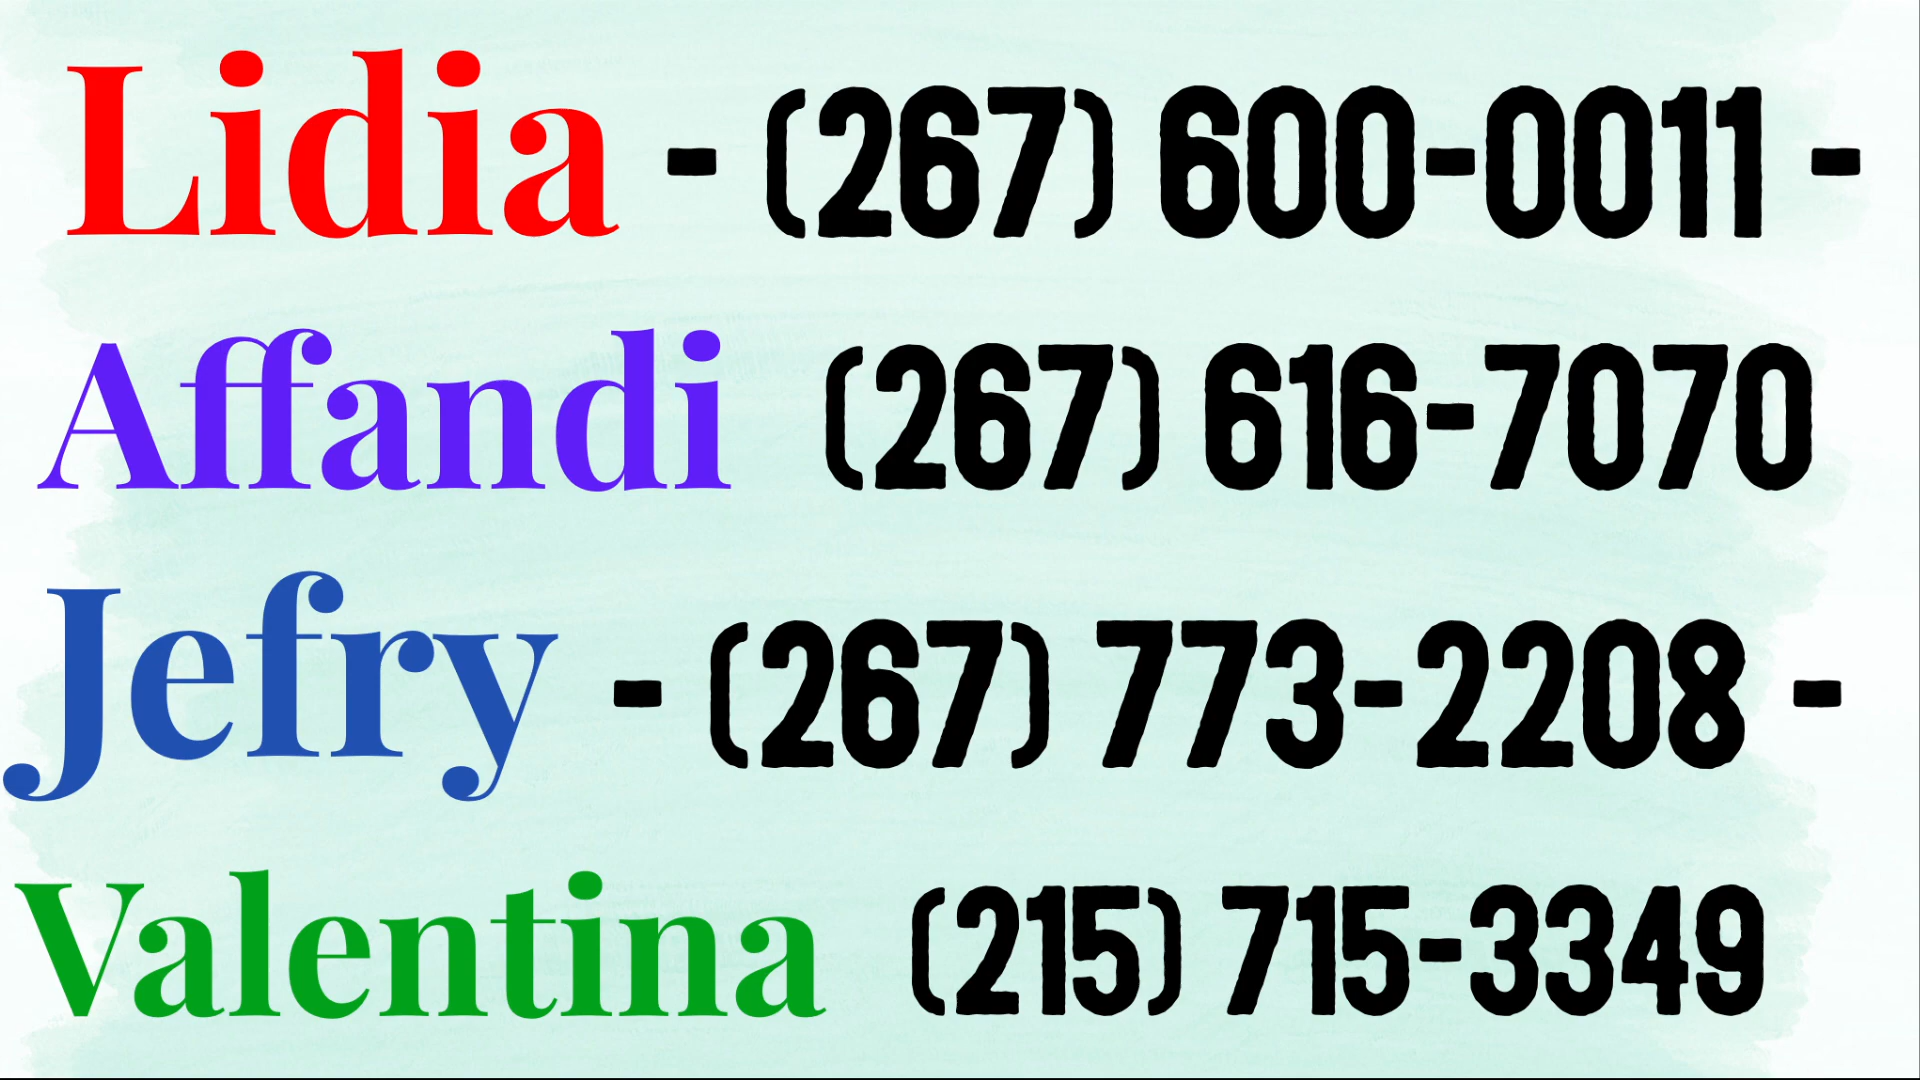 Lidia - (267) 600-0011 -
Affandi (267) 616-7070
Jefry - (267) 773-2208 -
Valentina (215) 715-3349